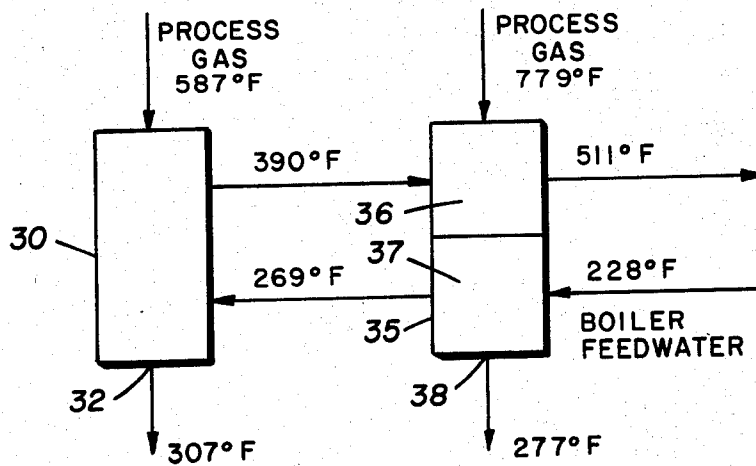 PROCESS
GAS
587°F
PROCESS
GAS
779°F
390°F
511°F
36
30
37
269°F
228°F
35
BOILER
FEEDWATER
32
38
307°F
277°F